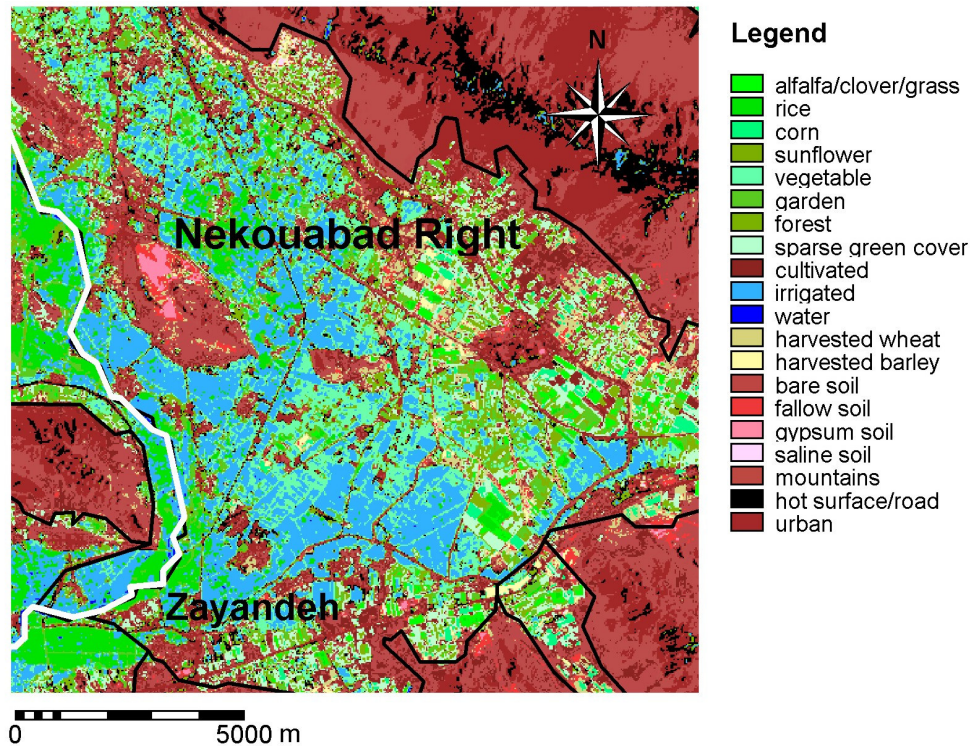 N
Nekouabad Right
Zayandeh
0 5000 m
Legend
alfalfa/clover/grass
rice
corn
sunflower
vegetable
garden
forest
sparse green cover
cultivated
irrigated
water
harvested wheat
harvested barley
bare soil
fallow soil
gypsum soil
saline soil
mountains
hot surface/road
urban